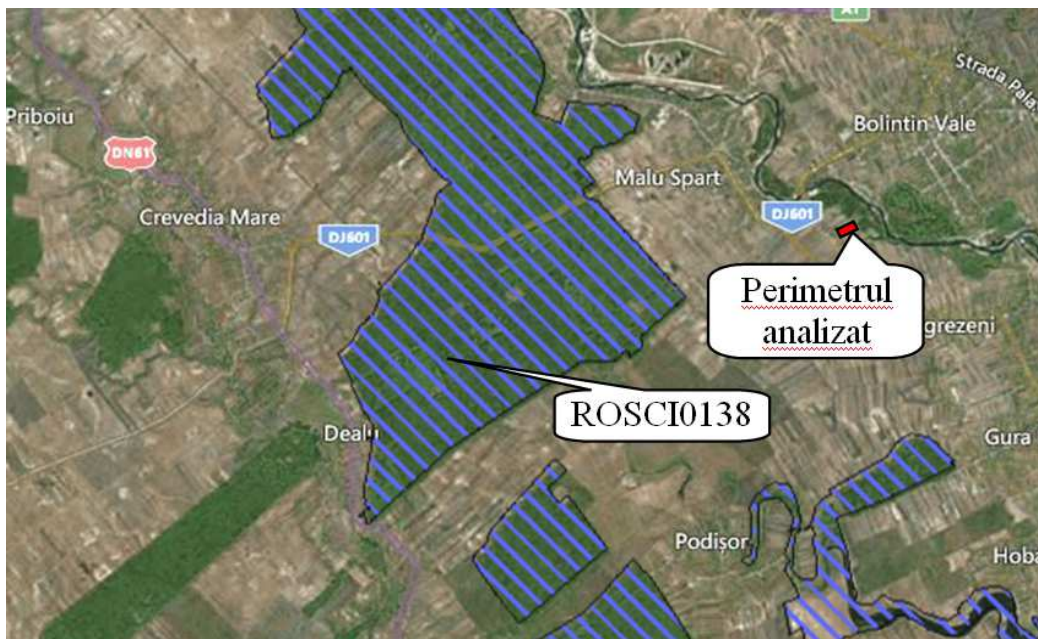 A1
Strada.Pala.
Priboiu
Bolintin Vale
DN61
Malu Spart
Crevedia Mare
DJ601
DJ601
Perimetrul
analizat
grezeni
ROSCI0138
Dealu
Gura
Podișor
Hoba